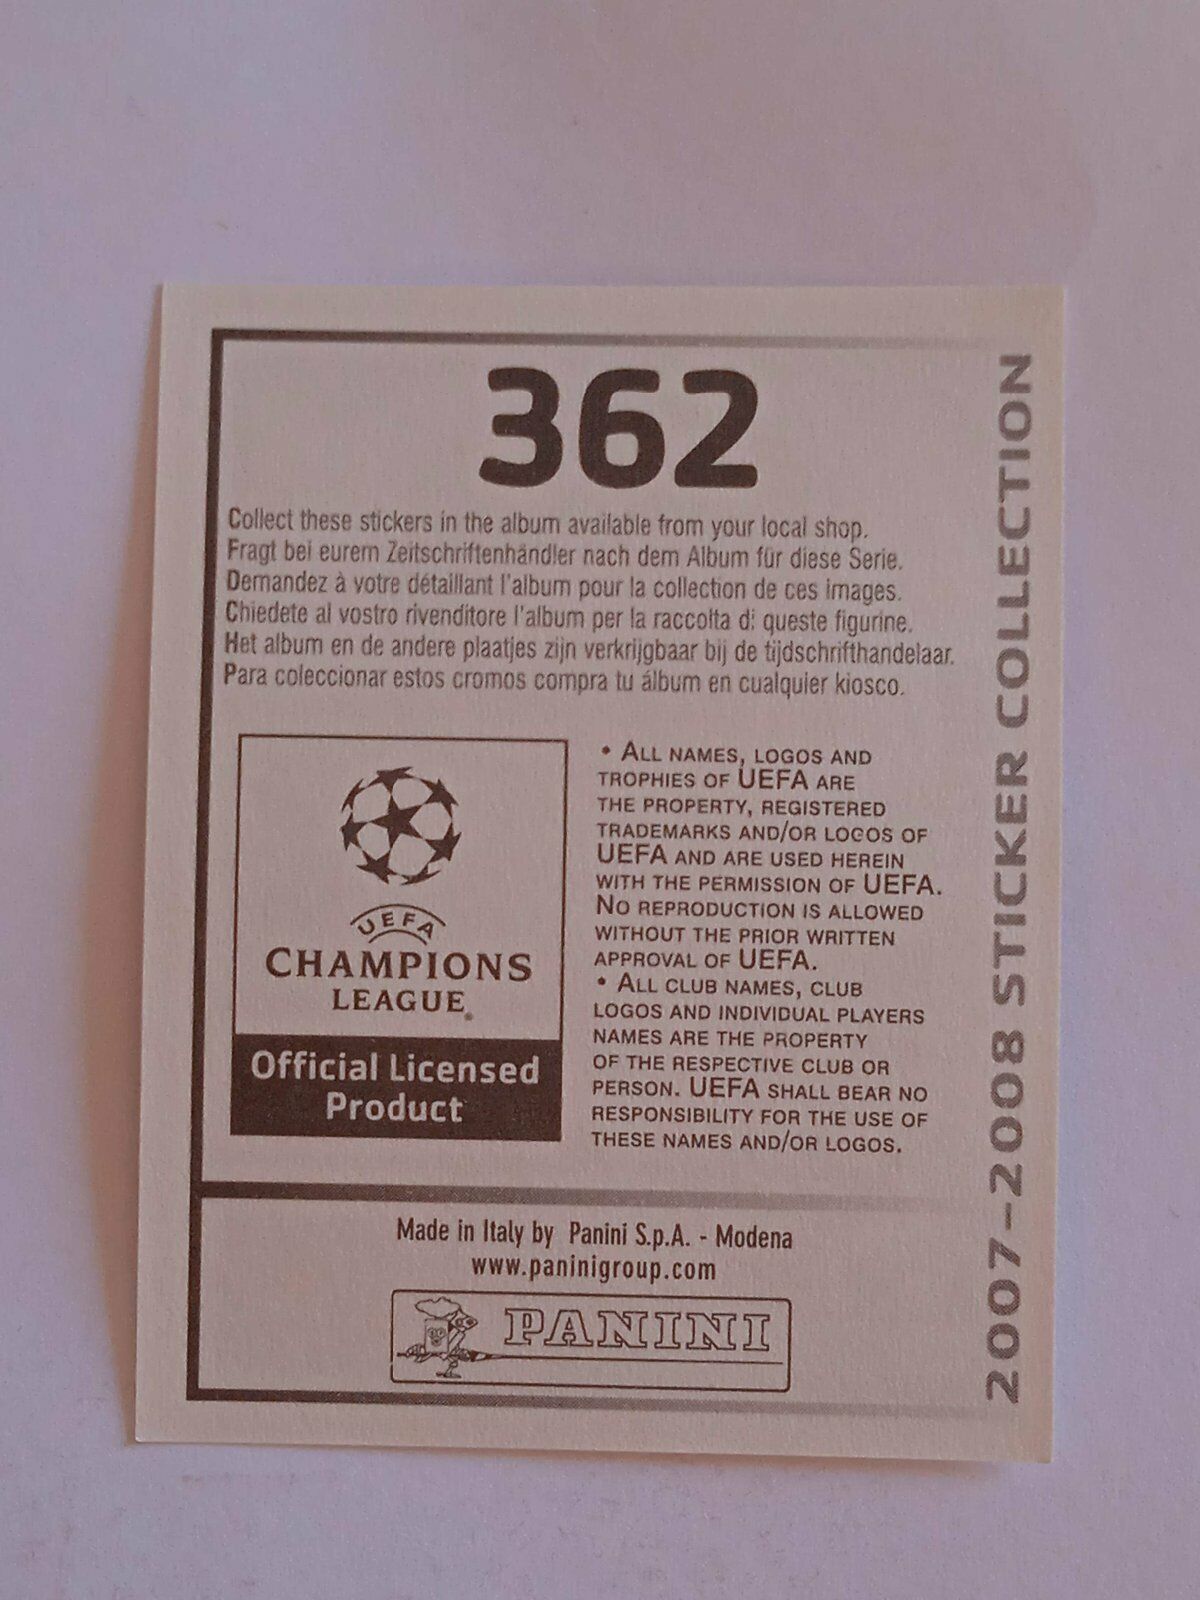 362
Collect these stickers in the album available from your local shop.
Fragt bei eurem Zeitschriftenhändler nach dem Album für diese Serie.
Demandez à votre détaillant l'album pour la collection de ces images.
Chiedete al vostro rivenditore l'album per la raccolta di queste figurine.
Het album en de andere plaatjes zijn verkrijgbaar bij de tijdschrifthandelaar.
Para coleccionar estos cromos compra tu álbum en cualquier kiosco.
UEFA
CHAMPIONS
LEAGUE®
Official Licensed
Product
• ALL NAMES, LOGOS AND
TROPHIES OF UEFA ARE
THE PROPERTY, REGISTERED
TRADEMARKS AND/OR LOGOS OF
UEFA AND ARE USED HEREIN
WITH THE PERMISSION OF UEFA.
NO REPRODUCTION IS ALLOWED
WITHOUT THE PRIOR WRITTEN
APPROVAL OF UEFA.
• ALL CLUB NAMES, CLUB
LOGOS AND INDIVIDUAL PLAYERS
NAMES ARE THE PROPERTY
OF THE RESPECTIVE CLUB OR
PERSON. UEFA SHALL BEAR NO
RESPONSIBILITY FOR THE USE OF
THESE NAMES AND/OR LOGOS.
Made in Italy by Panini S.p.A. - Modena
www.paninigroup.com
PANINI
2007-2008 STICKER COLLECTION